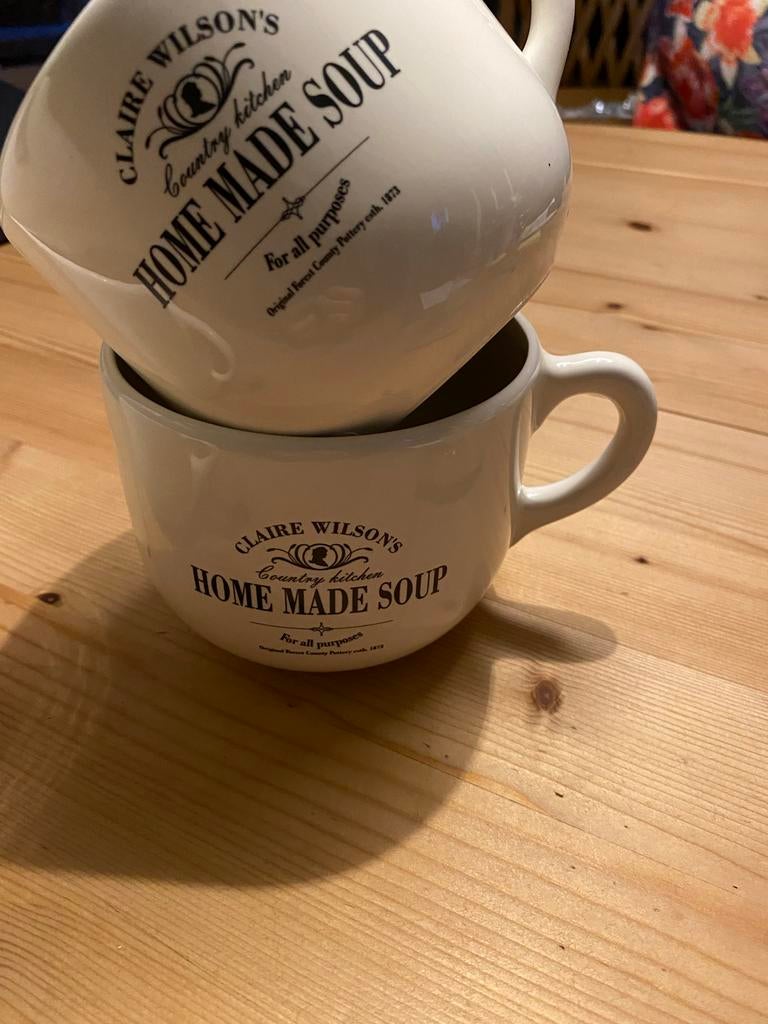 CLAIRE WILSON'S
Country kitchen
HOME MADE SOUP
For all purposes
Original Forest County Pottery estb. 1873
CLAIRE WILSON'S
Country kitchen
HOME MADE SOUP
For all purposes
Original Forest County Pottery estb. 1873